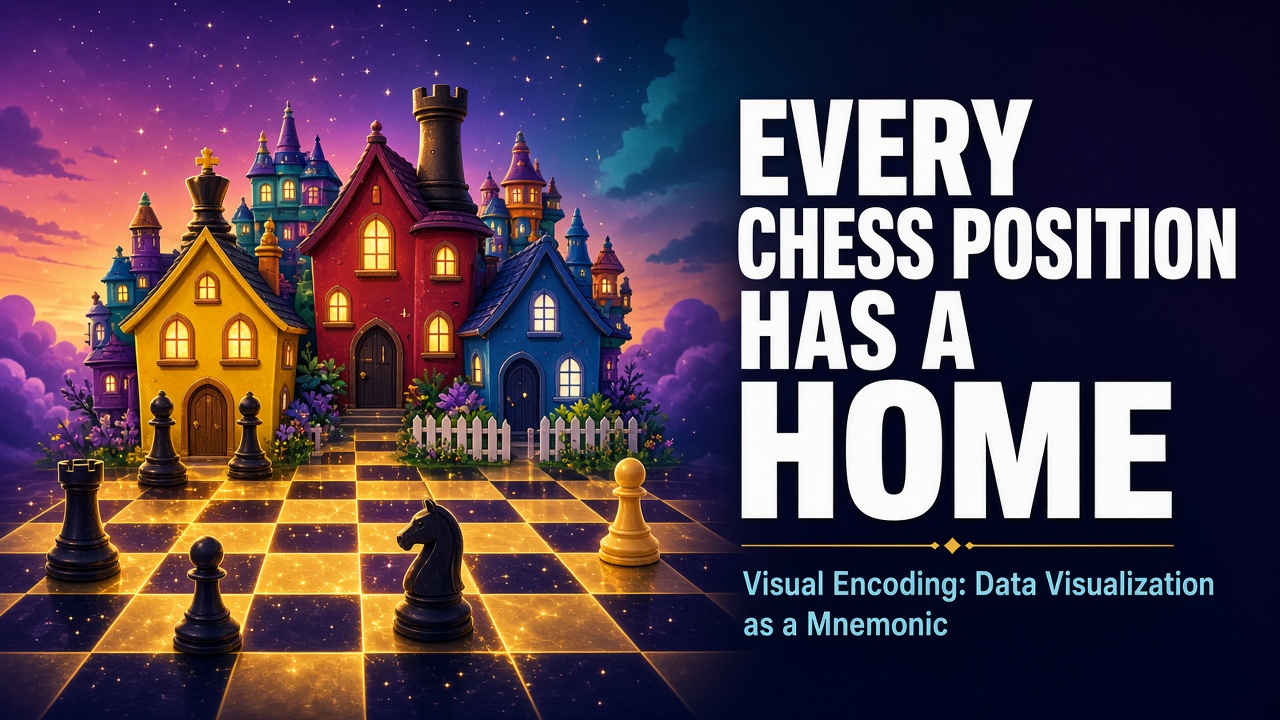 EVERY
CHESS POSITION
HAS A
HOME
Visual Encoding: Data Visualization
as a Mnemonic